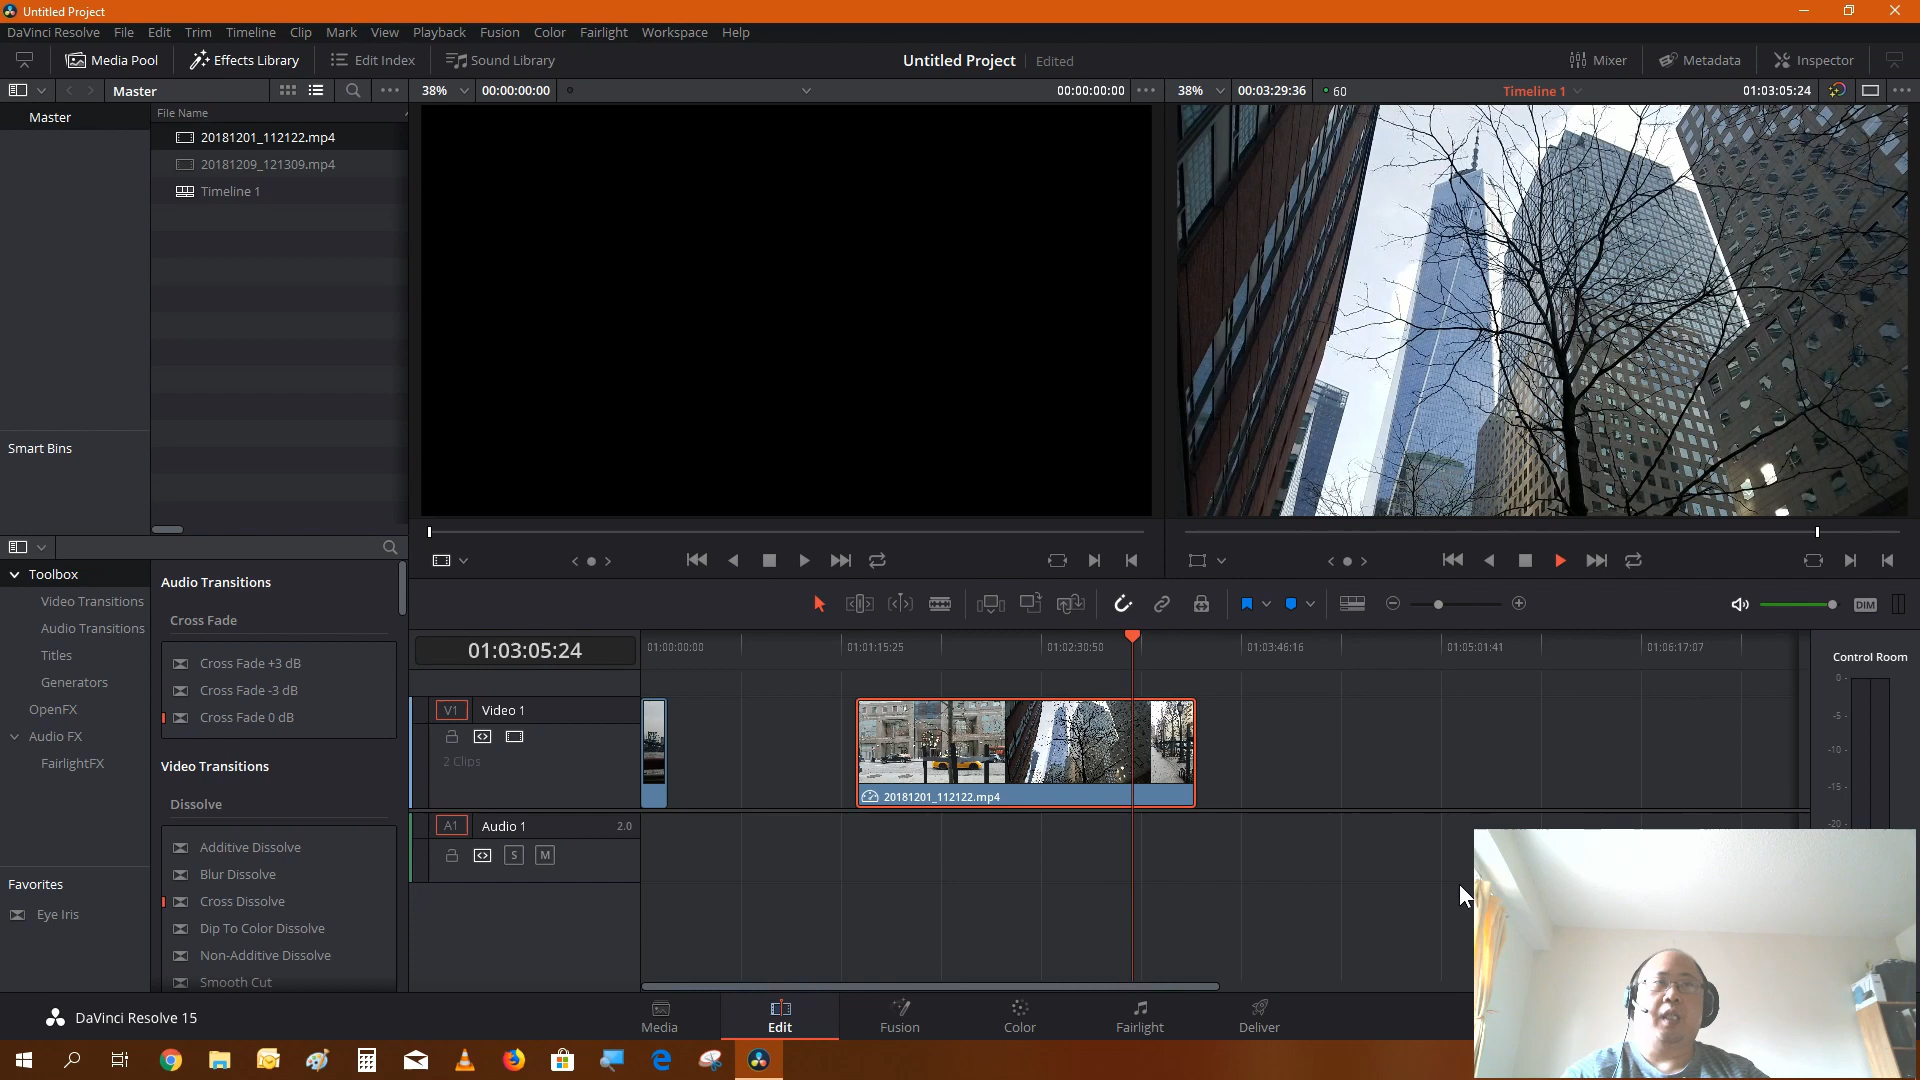 Untitled Project
DaVinci Resolve File Edit Trim Timeline Clip Mark View Playback Fusion Color Fairlight Workspace Help
Media Pool Effects Library Edit Index Sound Library Untitled Project Edited Mixer Metadata Inspector
Master 38% 00:00:00:00 00:00:00:00 38% 00:03:29:36 60 Timeline 1 01:03:05:24
File Name
Master
20181201_112122.mp4
20181209_121309.mp4
Timeline 1
Smart Bins
Toolbox
Video Transitions
Audio Transitions
Titles
Generators
OpenFX
Audio FX
FairlightFX
Favorites
Eye Iris
Audio Transitions
Cross Fade
Cross Fade +3 dB
Cross Fade -3 dB
Cross Fade 0 dB
Video Transitions
Dissolve
Additive Dissolve
Blur Dissolve
Cross Dissolve
Dip To Color Dissolve
Non-Additive Dissolve
Smooth Cut
DIM
01:03:05:24 01:00:00:00 01:01:15:25 01:02:30:50 01:03:46:16 01:05:01:41 01:06:17:07
Control Room
0
-5
-10
-15
-20
V1 Video 1
2 Clips
20181201_112122.mp4
A1 Audio 1 2.0
S M
DaVinci Resolve 15
Media Edit Fusion Color Fairlight Deliver